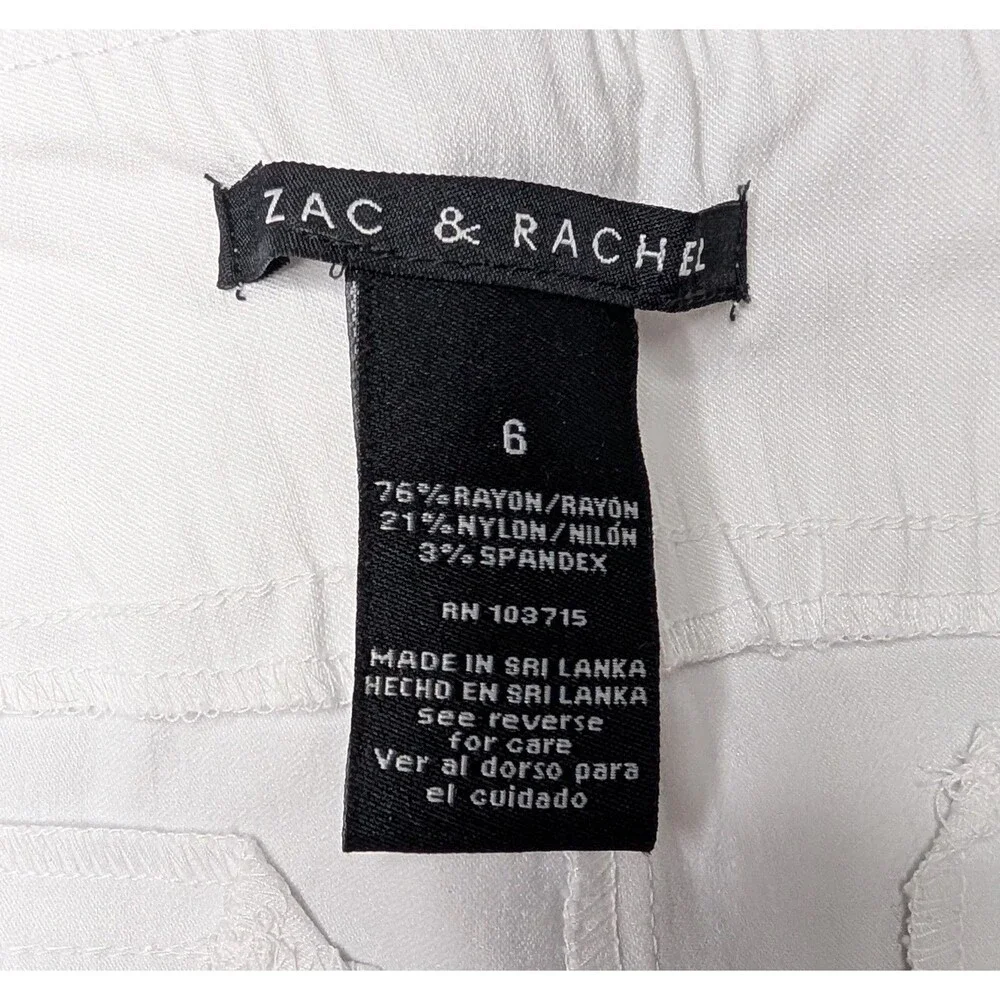 ZAC & RACHEL
6
76% RAYON/RAYÓN
21% NYLON/NILÓN
3% SPANDEX
RN 103715
MADE IN SRI LANKA
HECHO EN SRI LANKA
see reverse
for care
Ver al dorso para
el cuidado